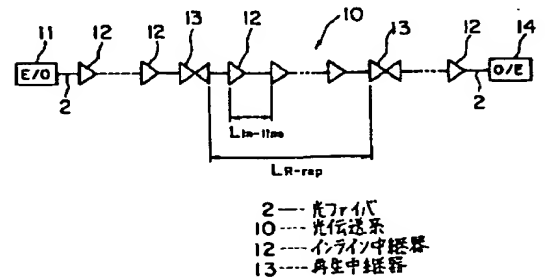 10
11 12 12 13 12 13 12 14
E/O O/E
2 2
Lin-line
LR-rep
2 --- 光ファイバ
10 ---- 光伝送系
12 ---- インライン中継器
13 ---- 再生中継器